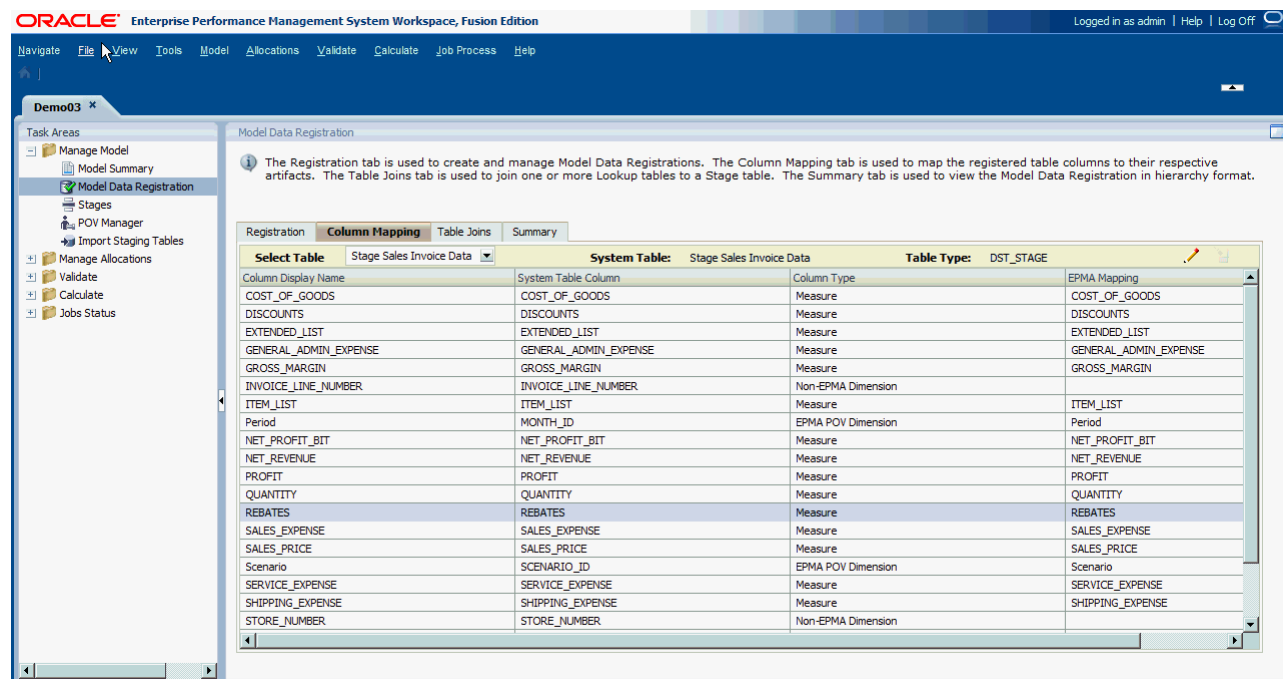 ORACLE Enterprise Performance Management System Workspace, Fusion Edition
Logged in as admin | Help | Log Off
Navigate File View Tools Model Allocations Validate Calculate Job Process Help
Demo03 ×
Task Areas
Manage Model
Model Summary
Model Data Registration
Stages
POV Manager
Import Staging Tables
Manage Allocations
Validate
Calculate
Jobs Status
Model Data Registration
The Registration tab is used to create and manage Model Data Registrations. The Column Mapping tab is used to map the registered table columns to their respective
artifacts. The Table Joins tab is used to join one or more Lookup tables to a Stage table. The Summary tab is used to view the Model Data Registration in hierarchy format.
Registration Column Mapping Table Joins Summary
Select Table Stage Sales Invoice Data System Table: Stage Sales Invoice Data Table Type: DST_STAGE
Column Display Name System Table Column Column Type EPMA Mapping
COST_OF_GOODS COST_OF_GOODS Measure COST_OF_GOODS
DISCOUNTS DISCOUNTS Measure DISCOUNTS
EXTENDED_LIST EXTENDED_LIST Measure EXTENDED_LIST
GENERAL_ADMIN_EXPENSE GENERAL_ADMIN_EXPENSE Measure GENERAL_ADMIN_EXPENSE
GROSS_MARGIN GROSS_MARGIN Measure GROSS_MARGIN
INVOICE_LINE_NUMBER INVOICE_LINE_NUMBER Non-EPMA Dimension
ITEM_LIST ITEM_LIST Measure ITEM_LIST
Period MONTH_ID EPMA POV Dimension Period
NET_PROFIT_BIT NET_PROFIT_BIT Measure NET_PROFIT_BIT
NET_REVENUE NET_REVENUE Measure NET_REVENUE
PROFIT PROFIT Measure PROFIT
QUANTITY QUANTITY Measure QUANTITY
REBATES REBATES Measure REBATES
SALES_EXPENSE SALES_EXPENSE Measure SALES_EXPENSE
SALES_PRICE SALES_PRICE Measure SALES_PRICE
Scenario SCENARIO_ID EPMA POV Dimension Scenario
SERVICE_EXPENSE SERVICE_EXPENSE Measure SERVICE_EXPENSE
SHIPPING_EXPENSE SHIPPING_EXPENSE Measure SHIPPING_EXPENSE
STORE_NUMBER STORE_NUMBER Non-EPMA Dimension